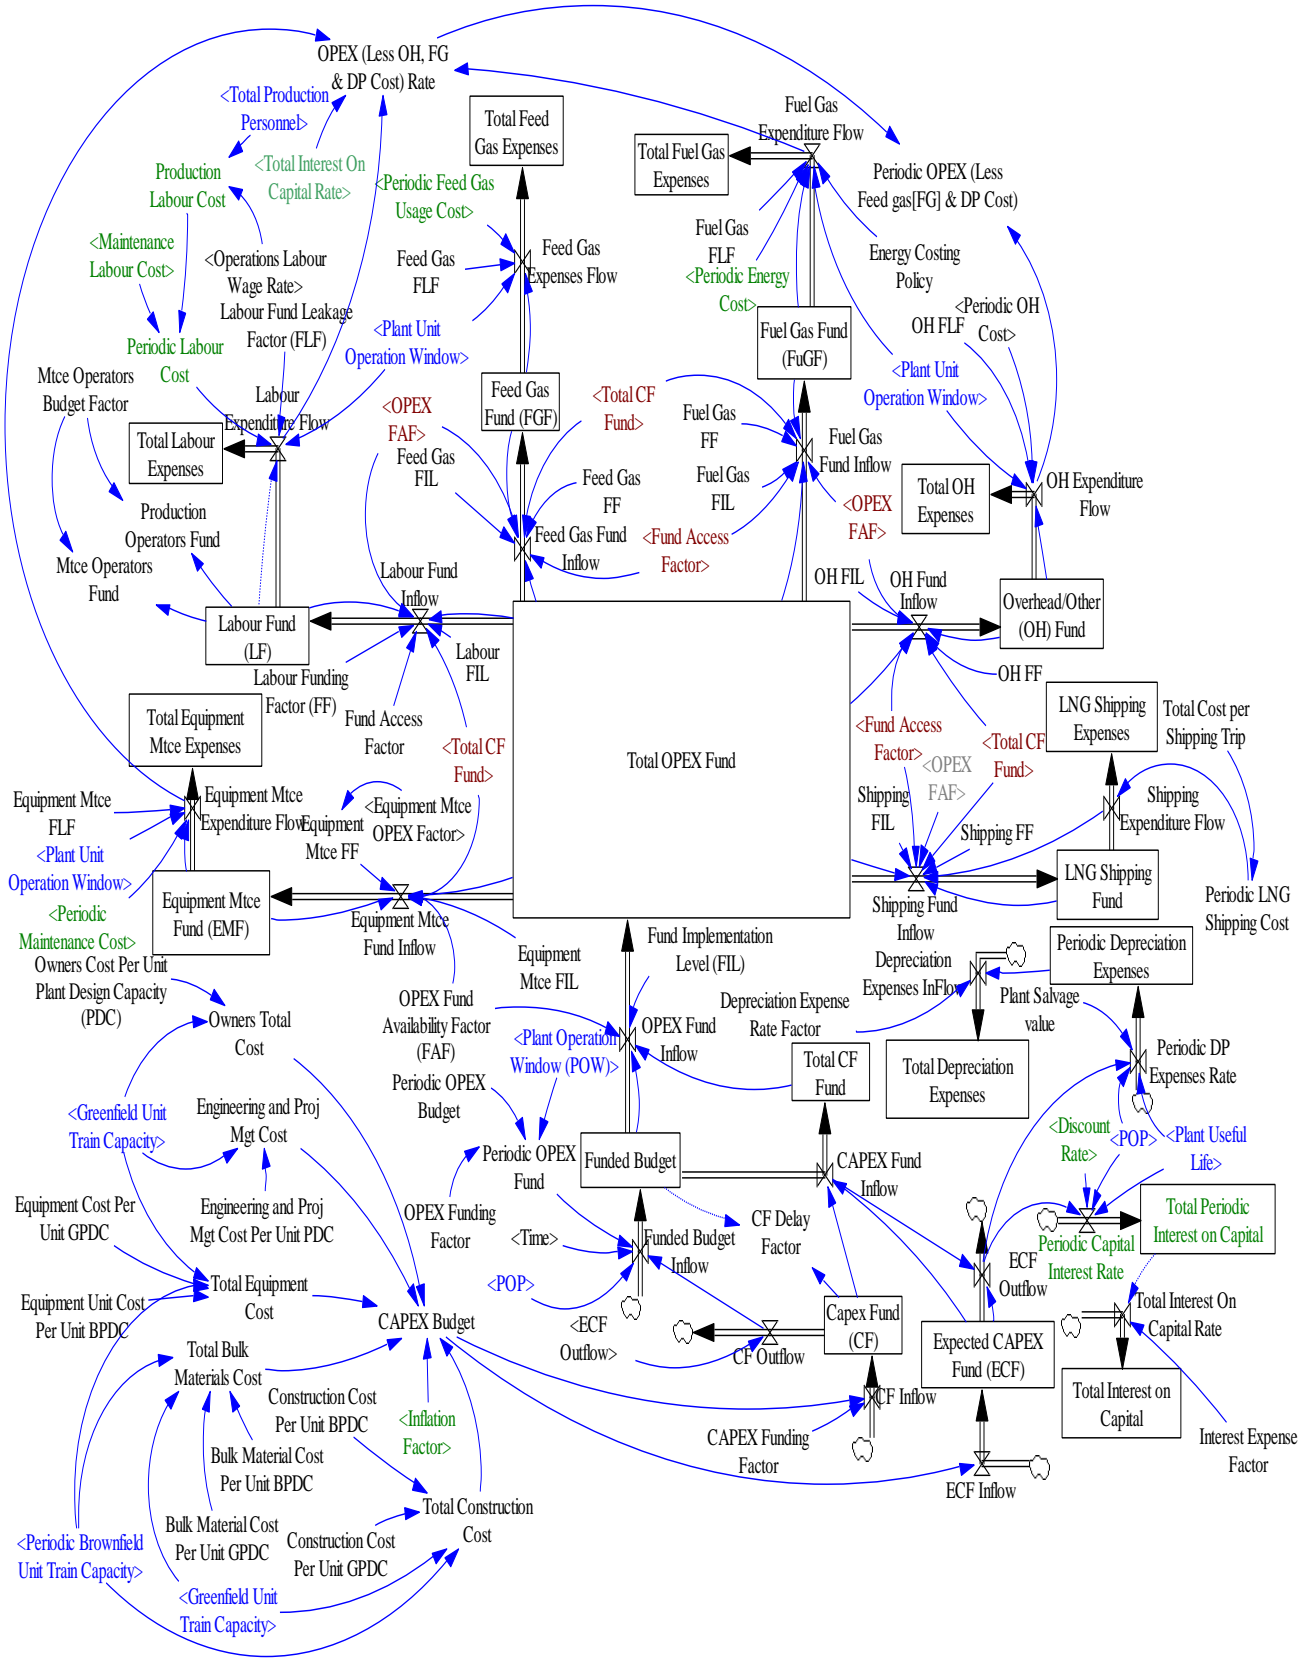 OPEX (Less OH, FG
& DP Cost) Rate
<Total Production
Personnel>
Production
Labour Cost
<Total Interest On
Capital Rate>
<Maintenance
Labour Cost>
<Operations Labour
Wage Rate>
Labour Fund Leakage
Factor (FLF)
Periodic Labour
Cost
Mtce Operators
Budget Factor
Labour
Expenditure Flow
Total Labour
Expenses
Production
Operators Fund
Mtce Operators
Fund
Labour Fund
(LF)
Total Feed
Gas Expenses
<Periodic Feed Gas
Usage Cost>
Feed Gas
FLF
Feed Gas
Expenses Flow
<Plant Unit
Operation Window>
Feed Gas
Fund (FGF)
<OPEX
FAF>
Feed Gas
FIL
<Total CF
Fund>
Feed Gas
FF
Feed Gas Fund
Inflow
<Fund Access
Factor>
Labour Fund
Inflow
Labour
FIL
Labour Funding
Factor (FF)
Fund Access
Factor
<Total CF
Fund>
Fuel Gas
Expenditure Flow
Total Fuel Gas
Expenses
Periodic OPEX (Less
Feed gas[FG] & DP Cost)
Fuel Gas
FLF
<Periodic Energy
Cost>
Energy Costing
Policy
Fuel Gas Fund
(FuGF)
OH FLF
<Periodic OH
Cost>
<Plant Unit
Operation Window>
Fuel Gas
FF
Fuel Gas
Fund Inflow
Fuel Gas
FIL
<OPEX
FAF>
Total OH
Expenses
OH Expenditure
Flow
OH FIL
OH Fund
Inflow
Overhead/Other
(OH) Fund
OH FF
Total OPEX Fund
<Fund Access
Factor>
<OPEX
FAF>
<Total CF
Fund>
LNG Shipping
Expenses
Total Cost per
Shipping Trip
Shipping
FIL
Shipping FF
Shipping
Expenditure Flow
LNG Shipping
Fund
Shipping Fund
Inflow
Periodic LNG
Shipping Cost
Total Equipment
Mtce Expenses
Equipment Mtce
FLF
Equipment Mtce
Expenditure Flow
<Plant Unit
Operation Window>
<Periodic
Maintenance Cost>
Equipment Mtce
Fund (EMF)
<Equipment Mtce
OPEX Factor>
Equipment
Mtce FF
Equipment Mtce
Fund Inflow
Equipment
Mtce FIL
Owners Cost Per Unit
Plant Design Capacity
(PDC)
Owners Total
Cost
<Greenfield Unit
Train Capacity>
Engineering and Proj
Mgt Cost
Engineering and Proj
Mgt Cost Per Unit PDC
Equipment Cost Per
Unit GPDC
Equipment Unit Cost
Per Unit BPDC
Total Equipment
Cost
CAPEX Budget
Total Bulk
Materials Cost
Construction Cost
Per Unit BPDC
<Inflation
Factor>
Bulk Material Cost
Per Unit BPDC
Bulk Material Cost
Per Unit GPDC
Construction Cost
Per Unit GPDC
Total Construction
Cost
<Periodic Brownfield
Unit Train Capacity>
<Greenfield Unit
Train Capacity>
Fund Implementation
Level (FIL)
OPEX Fund
Availability Factor
(FAF)
<Plant Operation
Window (POW)>
OPEX Fund
Inflow
Depreciation Expense
Rate Factor
Periodic OPEX
Budget
Periodic OPEX
Fund
OPEX Funding
Factor
<Time>
<POP>
Funded Budget
Funded Budget
Inflow
<ECF
Outflow>
CF Delay
Factor
Total CF
Fund
CAPEX Fund
Inflow
Capex Fund
(CF)
CF Outflow
CF Inflow
CAPEX Funding
Factor
Depreciation
Expenses InFlow
Periodic Depreciation
Expenses
Plant Salvage
value
Total Depreciation
Expenses
Periodic DP
Expenses Rate
<Discount
Rate>
<POP>
<Plant Useful
Life>
Total Periodic
Interest on Capital
Periodic Capital
Interest Rate
ECF
Outflow
Expected CAPEX
Fund (ECF)
ECF Inflow
Total Interest On
Capital Rate
Total Interest on
Capital
Interest Expense
Factor